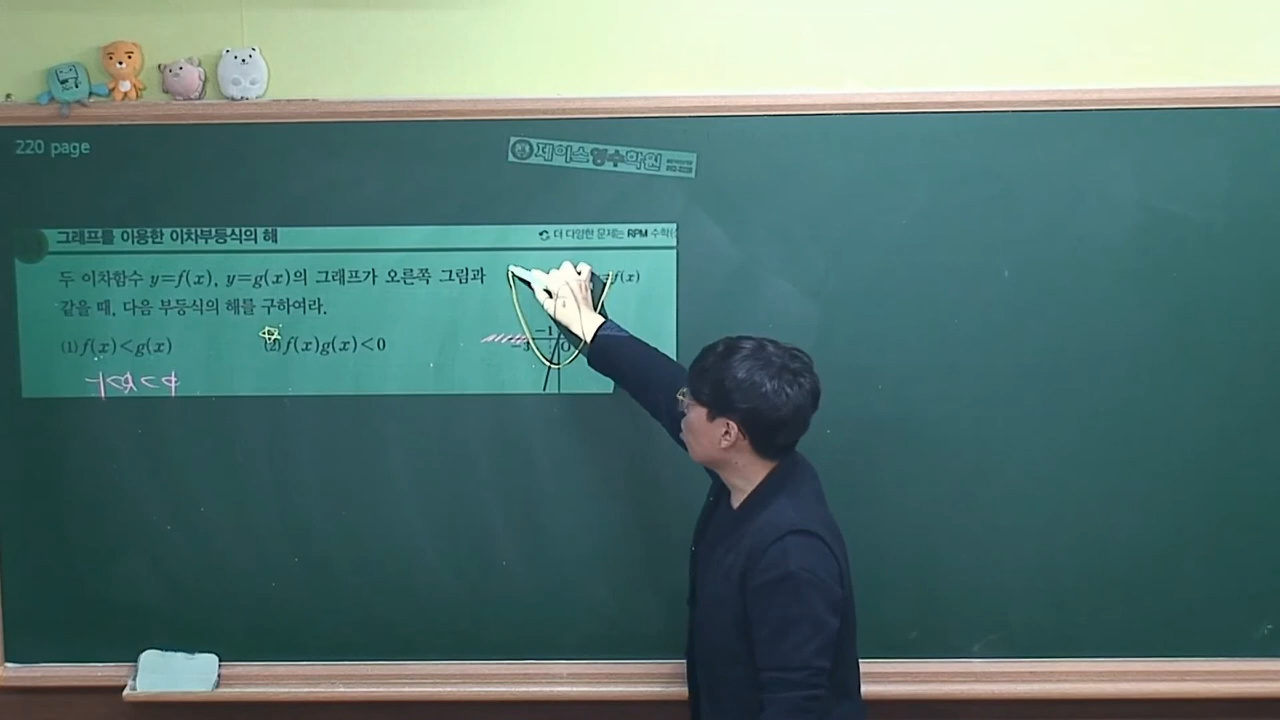 220 page
제이스영수학원
그래프를 이용한 이차부등식의 해
더 다양한 문제는 RPM 수학
두 이차함수 y=f(x), y=g(x)의 그래프가 오른쪽 그림과
=f(x)
같을 때, 다음 부등식의 해를 구하여라.
(1) f(x)<g(x)
(2) f(x)g(x)<0
-1
-3
O